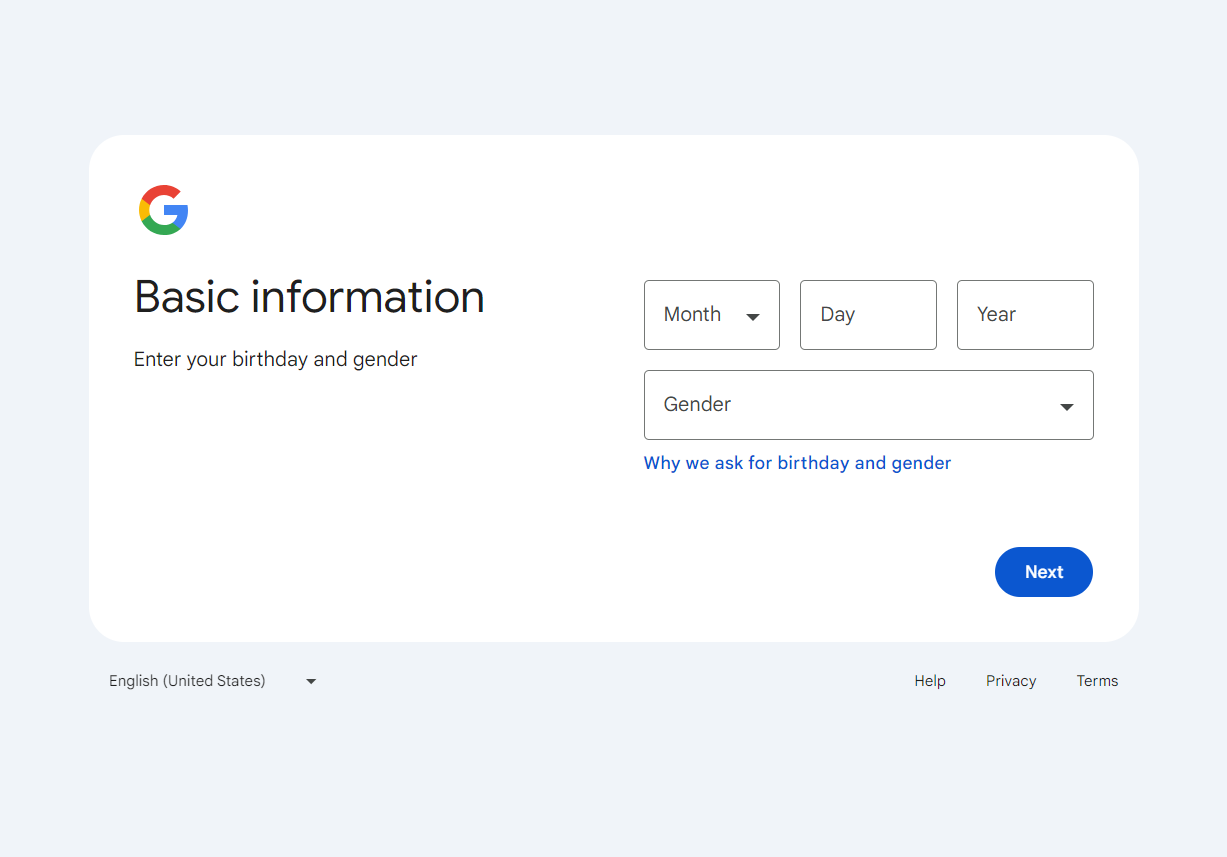 Basic information
Enter your birthday and gender
Month
Day
Year
Gender
Why we ask for birthday and gender
Next
English (United States)
Help
Privacy
Terms